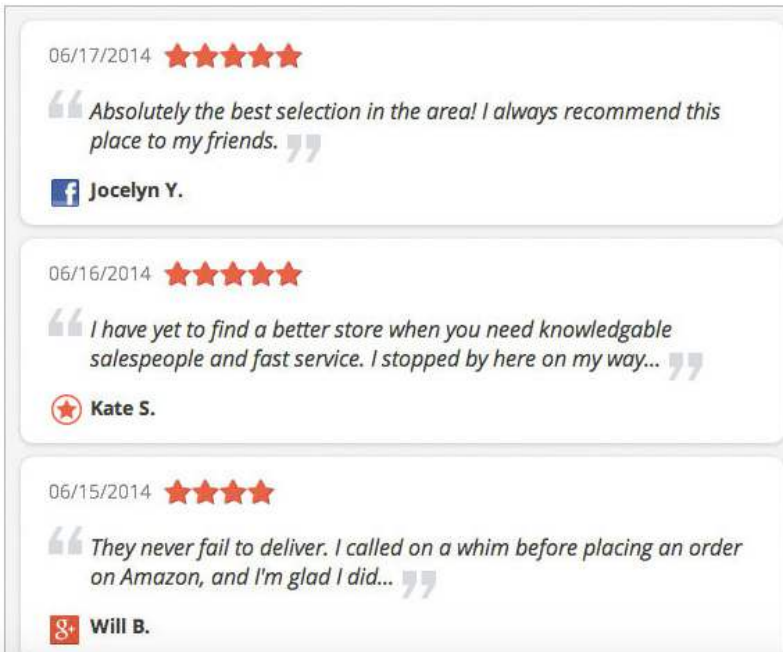 06/17/2014
“Absolutely the best selection in the area! I always recommend this
place to my friends.”
f Jocelyn Y.
06/16/2014
“I have yet to find a better store when you need knowledgable
salespeople and fast service. I stopped by here on my way...”
Kate S.
06/15/2014
“They never fail to deliver. I called on a whim before placing an order
on Amazon, and I'm glad I did...”
g+ Will B.